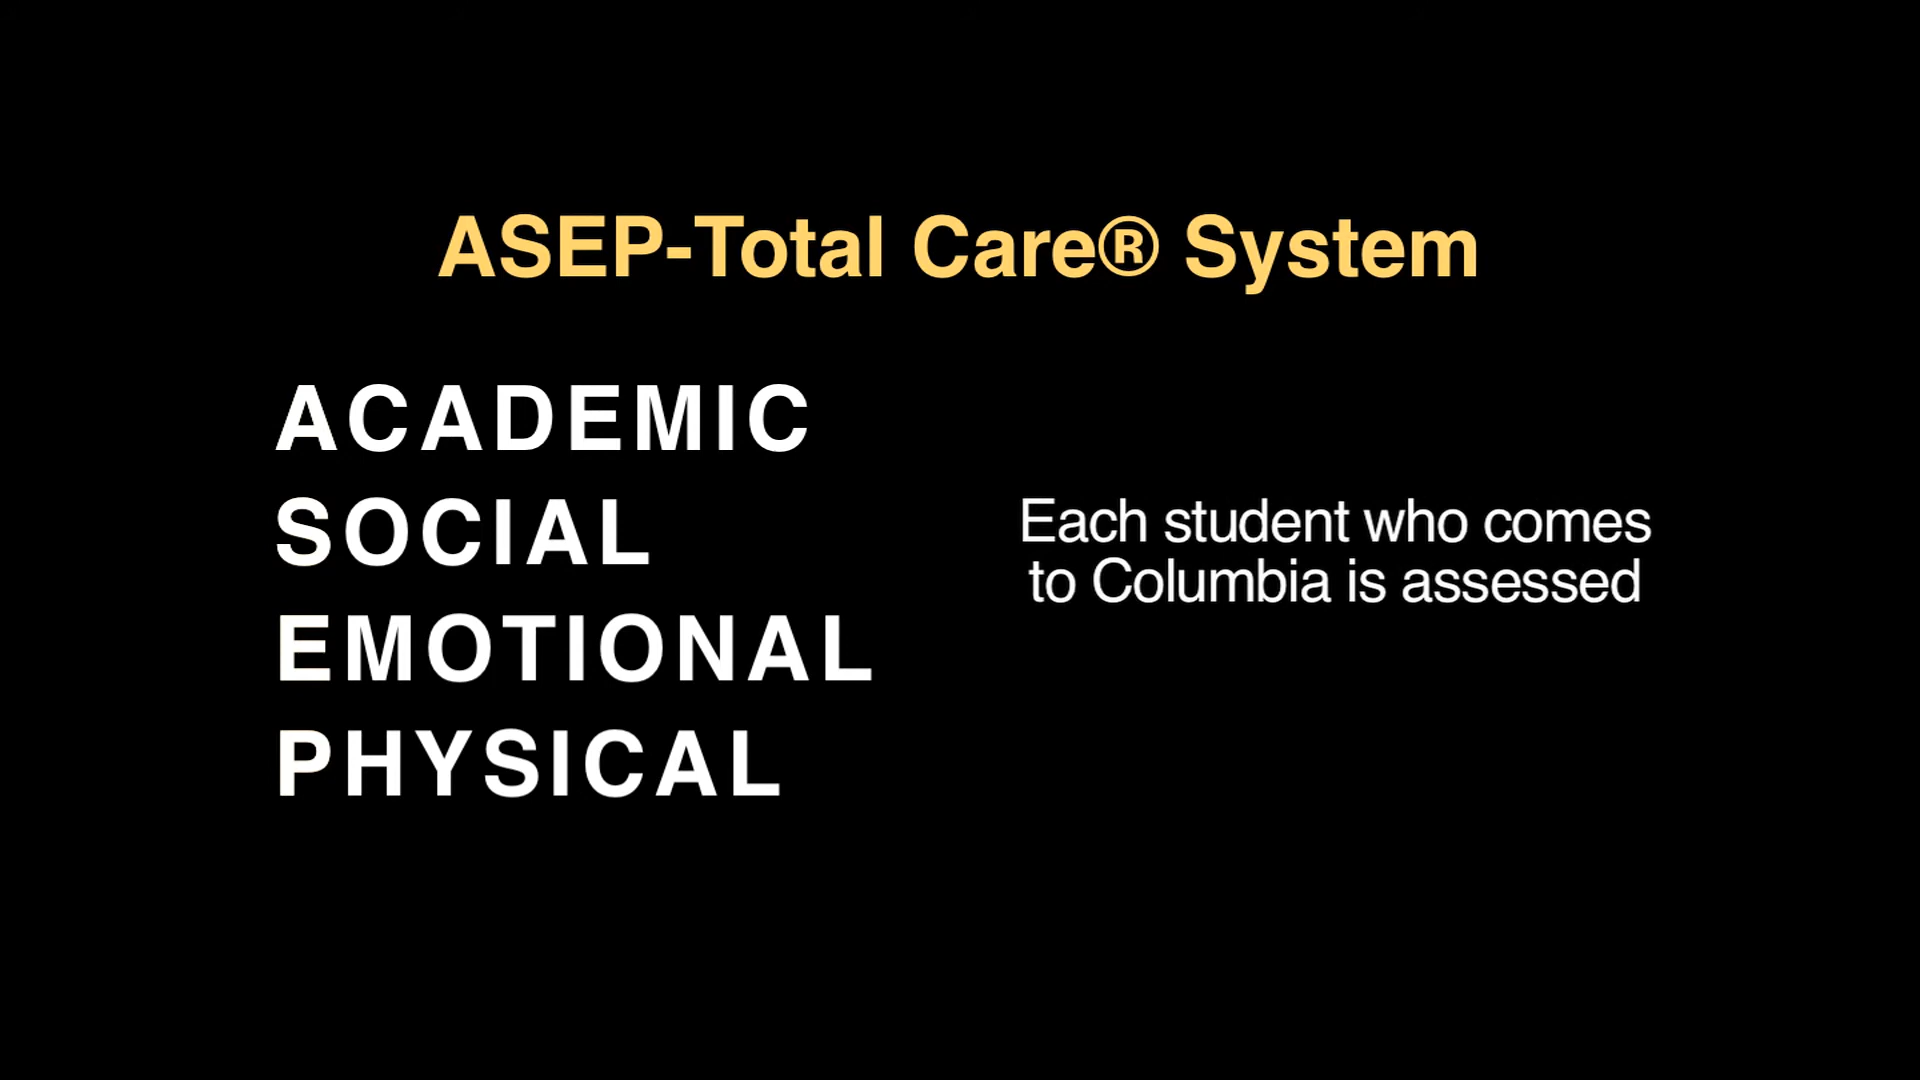 ASEP-Total Care® System
ACADEMIC
SOCIAL
EMOTIONAL
PHYSICAL
Each student who comes
to Columbia is assessed